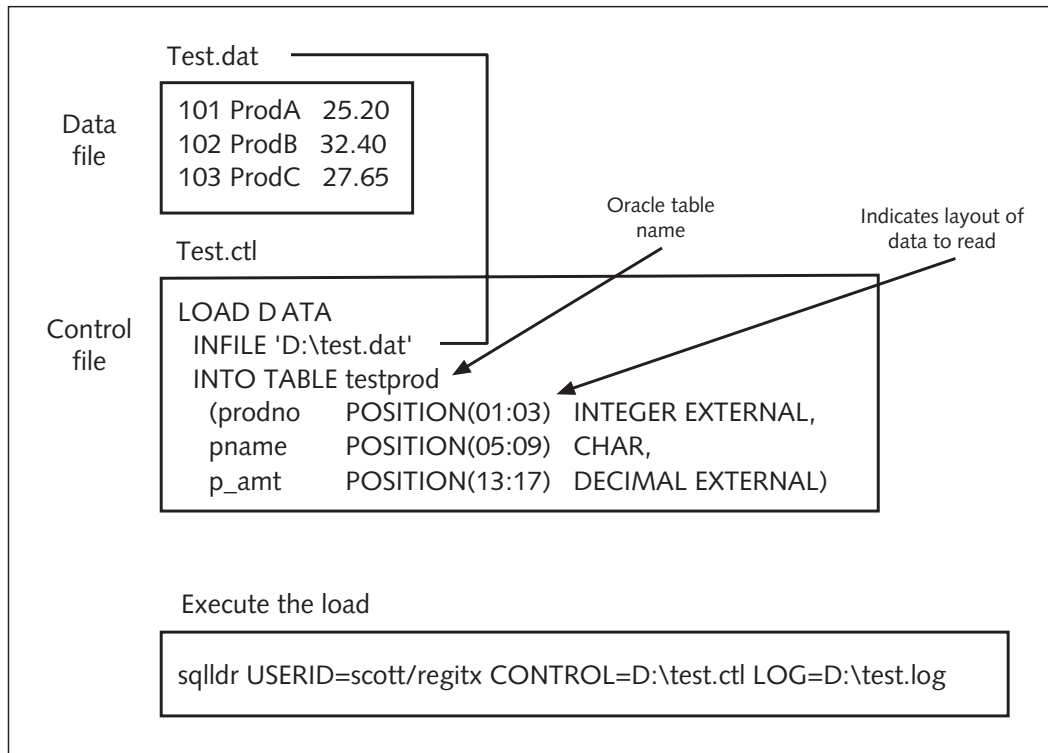 Test.dat
Data
file
101 ProdA   25.20
102 ProdB   32.40
103 ProdC   27.65
Oracle table
name
Indicates layout of
data to read
Test.ctl
Control
file
LOAD D ATA
INFILE 'D:\test.dat'
INTO TABLE testprod
(prodno POSITION(01:03) INTEGER EXTERNAL,
pname POSITION(05:09) CHAR,
p_amt POSITION(13:17) DECIMAL EXTERNAL)
Execute the load
sqlldr USERID=scott/regitx CONTROL=D:\test.ctl LOG=D:\test.log